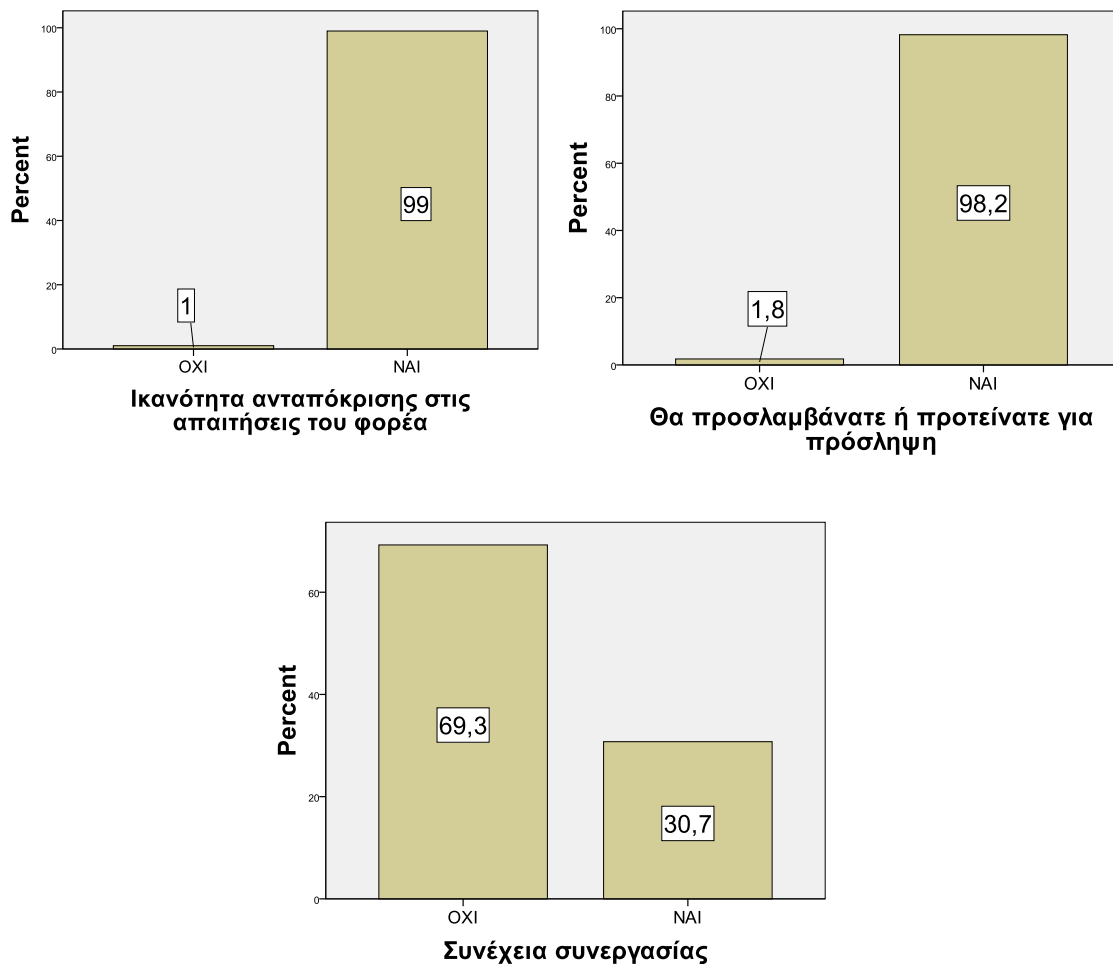 100
80
60
40
20
0
Percent
1
99
ΟΧΙ
ΝΑΙ
Ικανότητα ανταπόκρισης στις
απαιτήσεις του φορέα
100
80
60
40
20
0
Percent
1,8
98,2
ΟΧΙ
ΝΑΙ
Θα προσλαμβάνατε ή προτείνατε για
πρόσληψη
60
40
20
0
Percent
69,3
30,7
ΟΧΙ
ΝΑΙ
Συνέχεια συνεργασίας